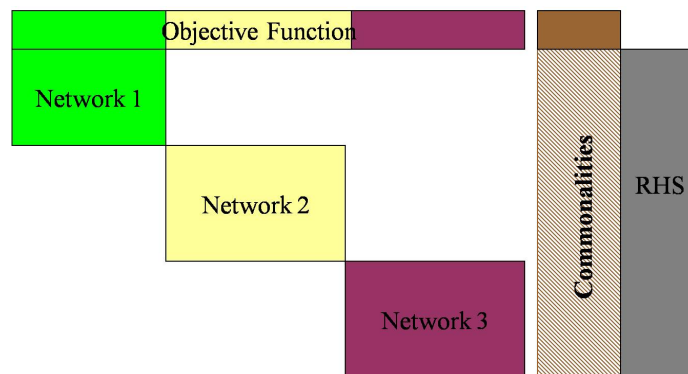 Objective Function
Network 1
Network 2
Network 3
Commonalities
RHS